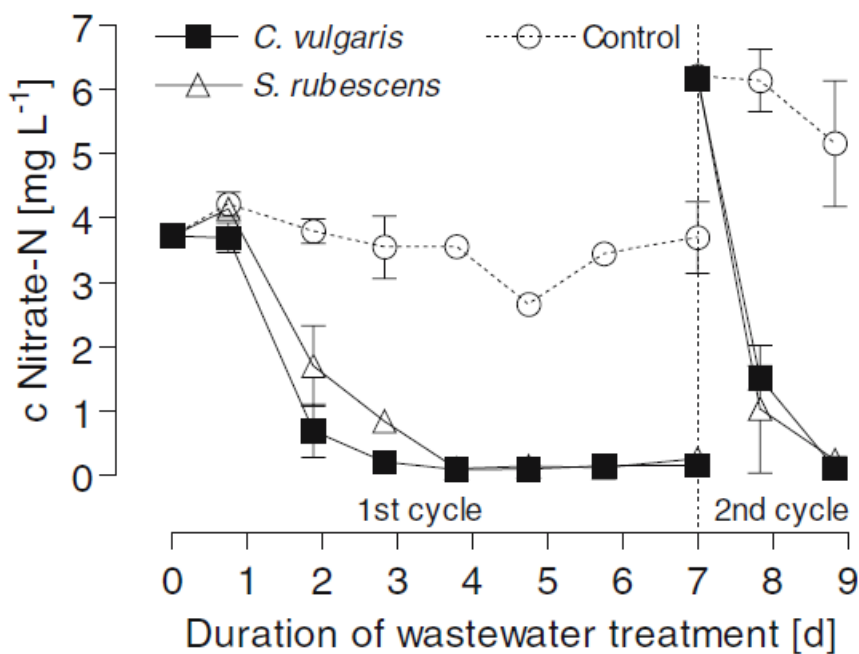 C. vulgaris
Control
S. rubescens
c Nitrate-N [mg L⁻¹]
7
6
5
4
3
2
1
0
1st cycle
2nd cycle
0 1 2 3 4 5 6 7 8 9
Duration of wastewater treatment [d]